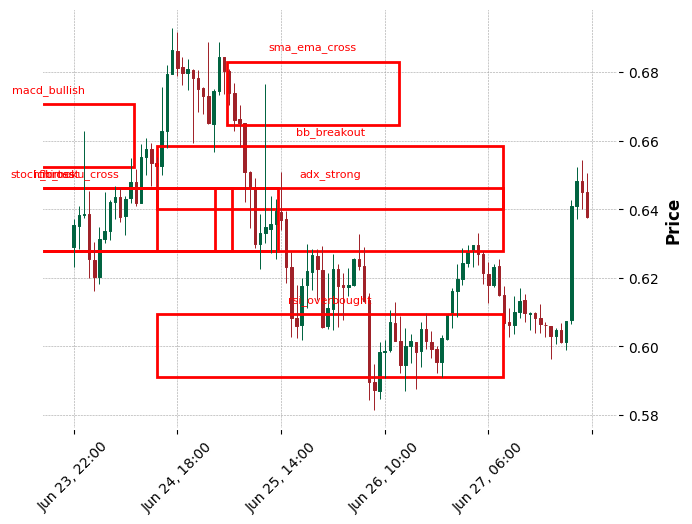 sma_ema_cross
0.68
macd_bullish
bb_breakout
0.66
adx_strong
0.64
Price
0.62
rsi_overbought
0.60
0.58
Jun 23, 22:00
Jun 24, 18:00
Jun 25, 14:00
Jun 26, 10:00
Jun 27, 06:00